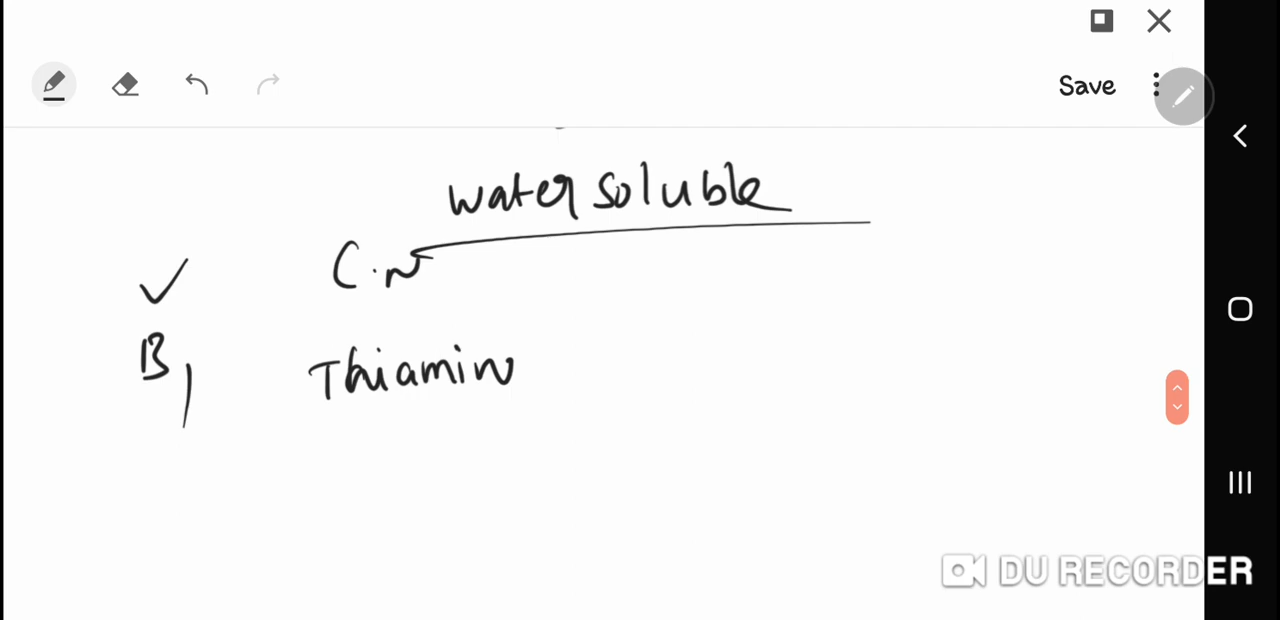 Save
water soluble
C.N
B1 Thiamin
DU RECORDER